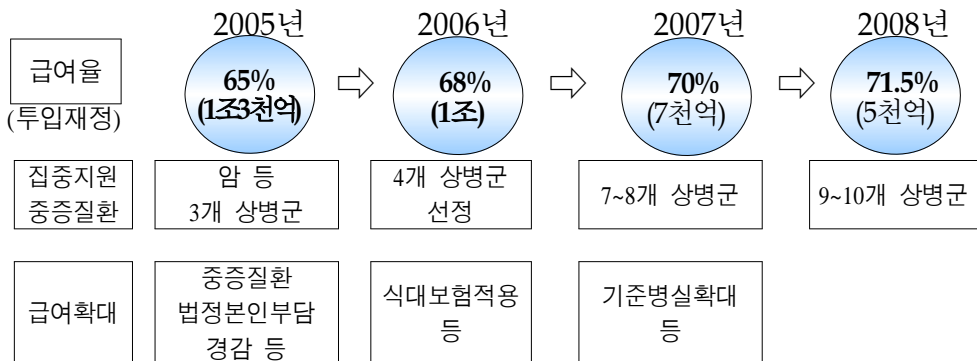 2005년 2006년 2007년 2008년
급여율
(투입재정)
65%
(1조3천억)
⇨
68%
(1조)
⇨
70%
(7천억)
⇨
71.5%
(5천억)
집중지원
중증질환
암 등
3개 상병군
4개 상병군
선정
7~8개 상병군
9~10개 상병군
급여확대
중증질환
법정본인부담
경감 등
식대보험적용
등
기준병실확대
등